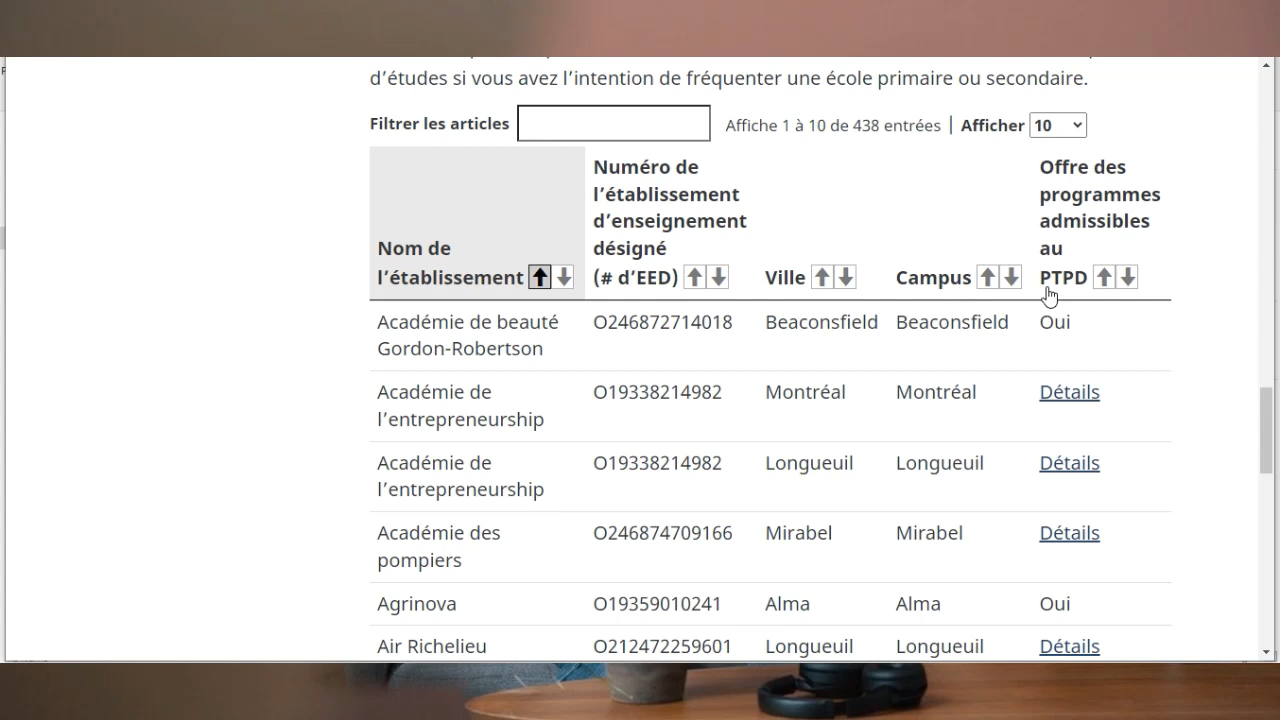 d’études si vous avez l’intention de fréquenter une école primaire ou secondaire.
Filtrer les articles Affiche 1 à 10 de 438 entrées | Afficher 10
Nom de l’établissement
Numéro de l’établissement d’enseignement désigné (# d’EED)
Ville
Campus
Offre des programmes admissibles au PTPD
Académie de beauté Gordon-Robertson O246872714018 Beaconsfield Beaconsfield Oui
Académie de l’entrepreneurship O19338214982 Montréal Montréal Détails
Académie de l’entrepreneurship O19338214982 Longueuil Longueuil Détails
Académie des pompiers O246874709166 Mirabel Mirabel Détails
Agrinova O19359010241 Alma Alma Oui
Air Richelieu O212472259601 Longueuil Longueuil Détails